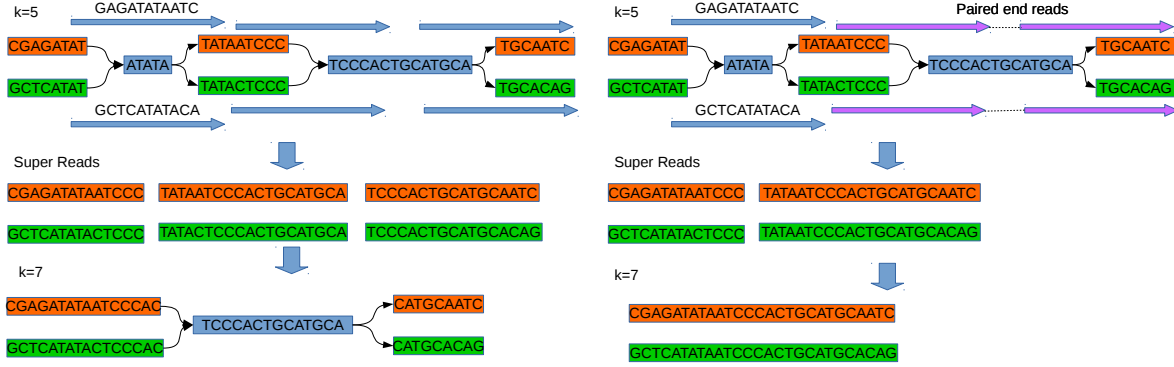 k=5
GAGATATAATC
CGAGATAT
TATAATCCC
TGCAATC
ATATA
TCCCACTGCATGCA
GCTCATAT
TATACTCCC
TGCACAG
GCTCATATACA
Super Reads
CGAGATATAATCCC
TATAATCCCACTGCATGCA
TCCCACTGCATGCAATC
GCTCATATACTCCC
TATACTCCCACTGCATGCA
TCCCACTGCATGCACAG
k=7
CGAGATATAATCCCAC
CATGCAATC
TCCCACTGCATGCA
GCTCATATACTCCCAC
CATGCACAG
k=5
GAGATATAATC
Paired end reads
CGAGATAT
TATAATCCC
TGCAATC
ATATA
TCCCACTGCATGCA
GCTCATAT
TATACTCCC
TGCACAG
GCTCATATACA
Super Reads
CGAGATATAATCCC
TATAATCCCACTGCATGCAATC
GCTCATATACTCCC
TATAATCCCACTGCATGCACAG
k=7
CGAGATATAATCCCACTGCATGCAATC
GCTCATATAATCCCACTGCATGCACAG